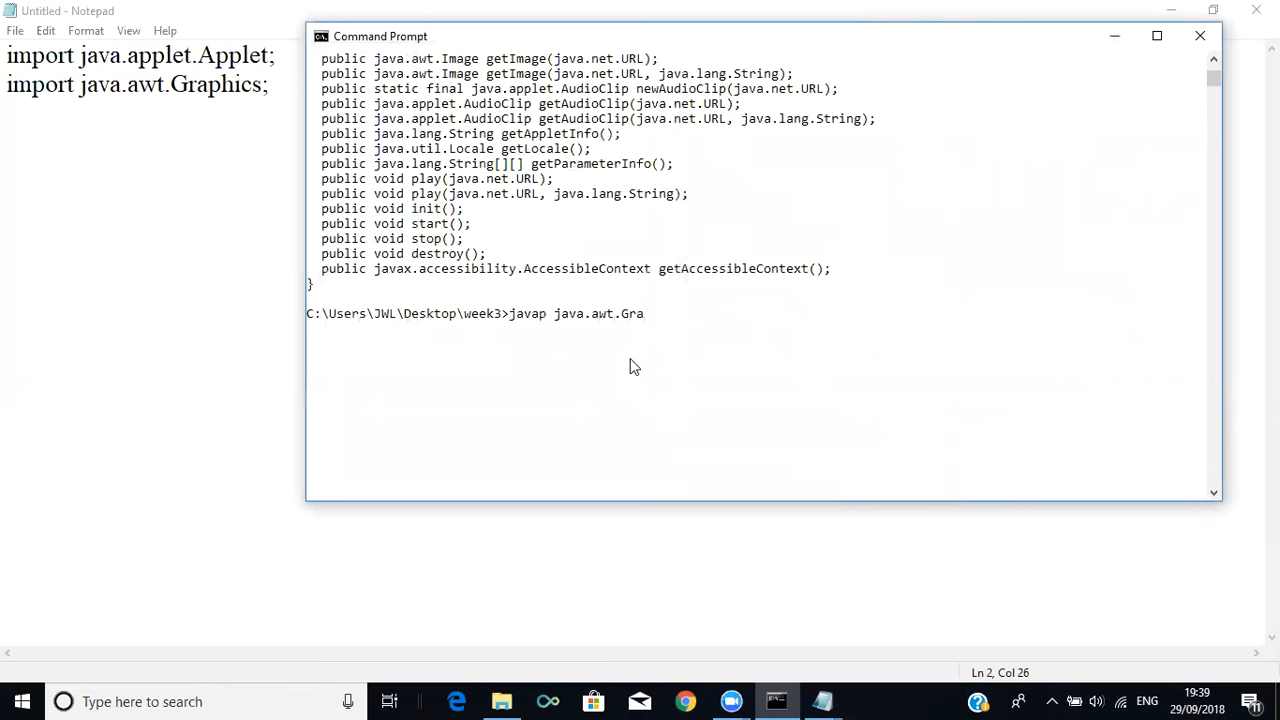 Untitled - Notepad
File Edit Format View Help
import java.applet.Applet;
import java.awt.Graphics;
Command Prompt
public java.awt.Image getImage(java.net.URL);
public java.awt.Image getImage(java.net.URL, java.lang.String);
public static final java.applet.AudioClip newAudioClip(java.net.URL);
public java.applet.AudioClip getAudioClip(java.net.URL);
public java.applet.AudioClip getAudioClip(java.net.URL, java.lang.String);
public java.lang.String getAppletInfo();
public java.util.Locale getLocale();
public java.lang.String[][] getParameterInfo();
public void play(java.net.URL);
public void play(java.net.URL, java.lang.String);
public void init();
public void start();
public void stop();
public void destroy();
public javax.accessibility.AccessibleContext getAccessibleContext();
}
C:\Users\JWL\Desktop\week3>javap java.awt.Gra
Ln 2, Col 26
Type here to search
ENG
19:39
29/09/2018
11